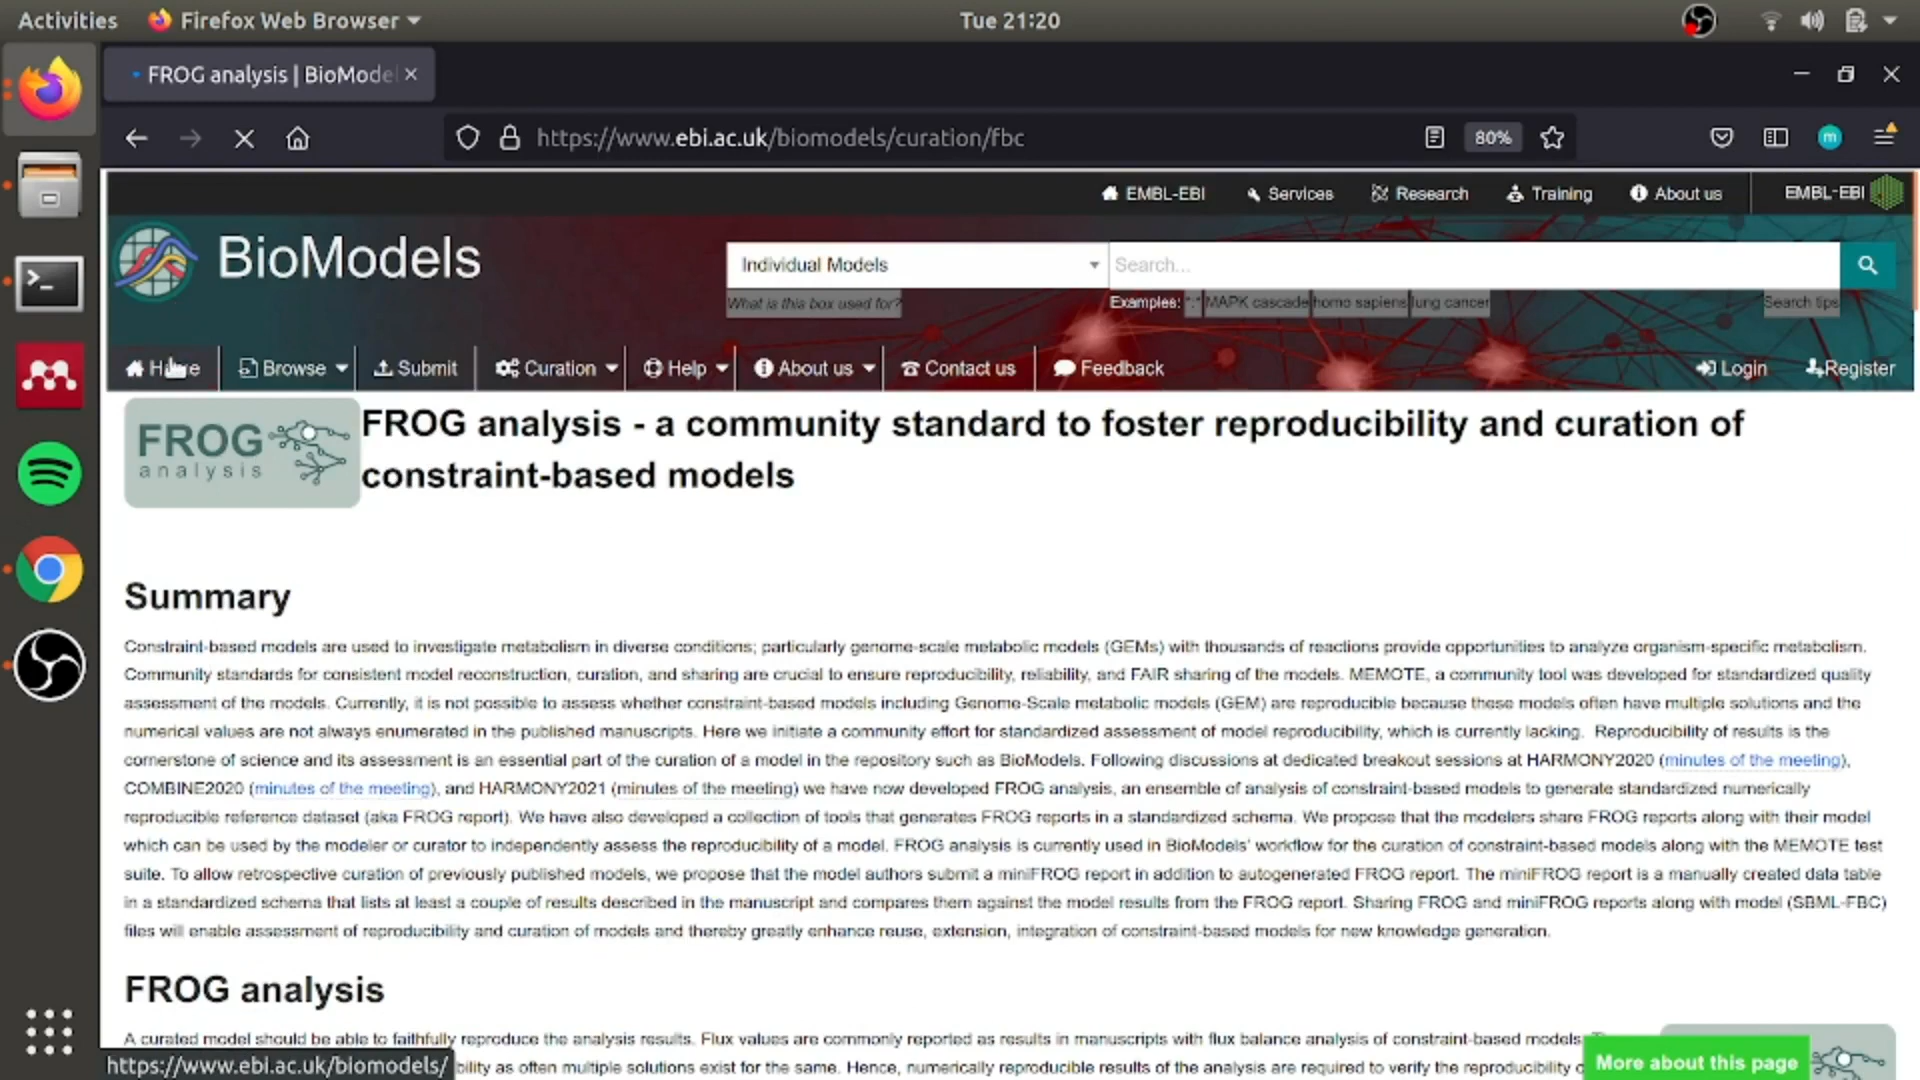 Activities Firefox Web Browser Tue 21:20
FROG analysis | BioModel
https://www.ebi.ac.uk/biomodels/curation/fbc 80% m
EMBL-EBI Services Research Training About us EMBL-EBI
BioModels
Individual Models Search...
What is this box used for? Examples: *:* MAPK cascade homo sapiens lung cancer Search tips
Home Browse Submit Curation Help About us Contact us Feedback Login Register
FROG analysis
FROG analysis - a community standard to foster reproducibility and curation of
constraint-based models
Summary
Constraint-based models are used to investigate metabolism in diverse conditions; particularly genome-scale metabolic models (GEMs) with thousands of reactions provide opportunities to analyze organism-specific metabolism.
Community standards for consistent model reconstruction, curation, and sharing are crucial to ensure reproducibility, reliability, and FAIR sharing of the models. MEMOTE, a community tool was developed for standardized quality
assessment of the models. Currently, it is not possible to assess whether constraint-based models including Genome-Scale metabolic models (GEM) are reproducible because these models often have multiple solutions and the
numerical values are not always enumerated in the published manuscripts. Here we initiate a community effort for standardized assessment of model reproducibility, which is currently lacking. Reproducibility of results is the
cornerstone of science and its assessment is an essential part of the curation of a model in the repository such as BioModels. Following discussions at dedicated breakout sessions at HARMONY2020 (minutes of the meeting),
COMBINE2020 (minutes of the meeting), and HARMONY2021 (minutes of the meeting) we have now developed FROG analysis, an ensemble of analysis of constraint-based models to generate standardized numerically
reproducible reference dataset (aka FROG report). We have also developed a collection of tools that generates FROG reports in a standardized schema. We propose that the modelers share FROG reports along with their model
which can be used by the modeler or curator to independently assess the reproducibility of a model. FROG analysis is currently used in BioModels' workflow for the curation of constraint-based models along with the MEMOTE test
suite. To allow retrospective curation of previously published models, we propose that the model authors submit a miniFROG report in addition to autogenerated FROG report. The miniFROG report is a manually created data table
in a standardized schema that lists at least a couple of results described in the manuscript and compares them against the model results from the FROG report. Sharing FROG and miniFROG reports along with model (SBML-FBC)
files will enable assessment of reproducibility and curation of models and thereby greatly enhance reuse, extension, integration of constraint-based models for new knowledge generation.
FROG analysis
A curated model should be able to faithfully reproduce the analysis results. Flux values are commonly reported as results in manuscripts with flux balance analysis of constraint-based models.
https://www.ebi.ac.uk/biomodels/ bility as often multiple solutions exist for the same. Hence, numerically reproducible results of the analysis are required to verify the reproducibility
More about this page